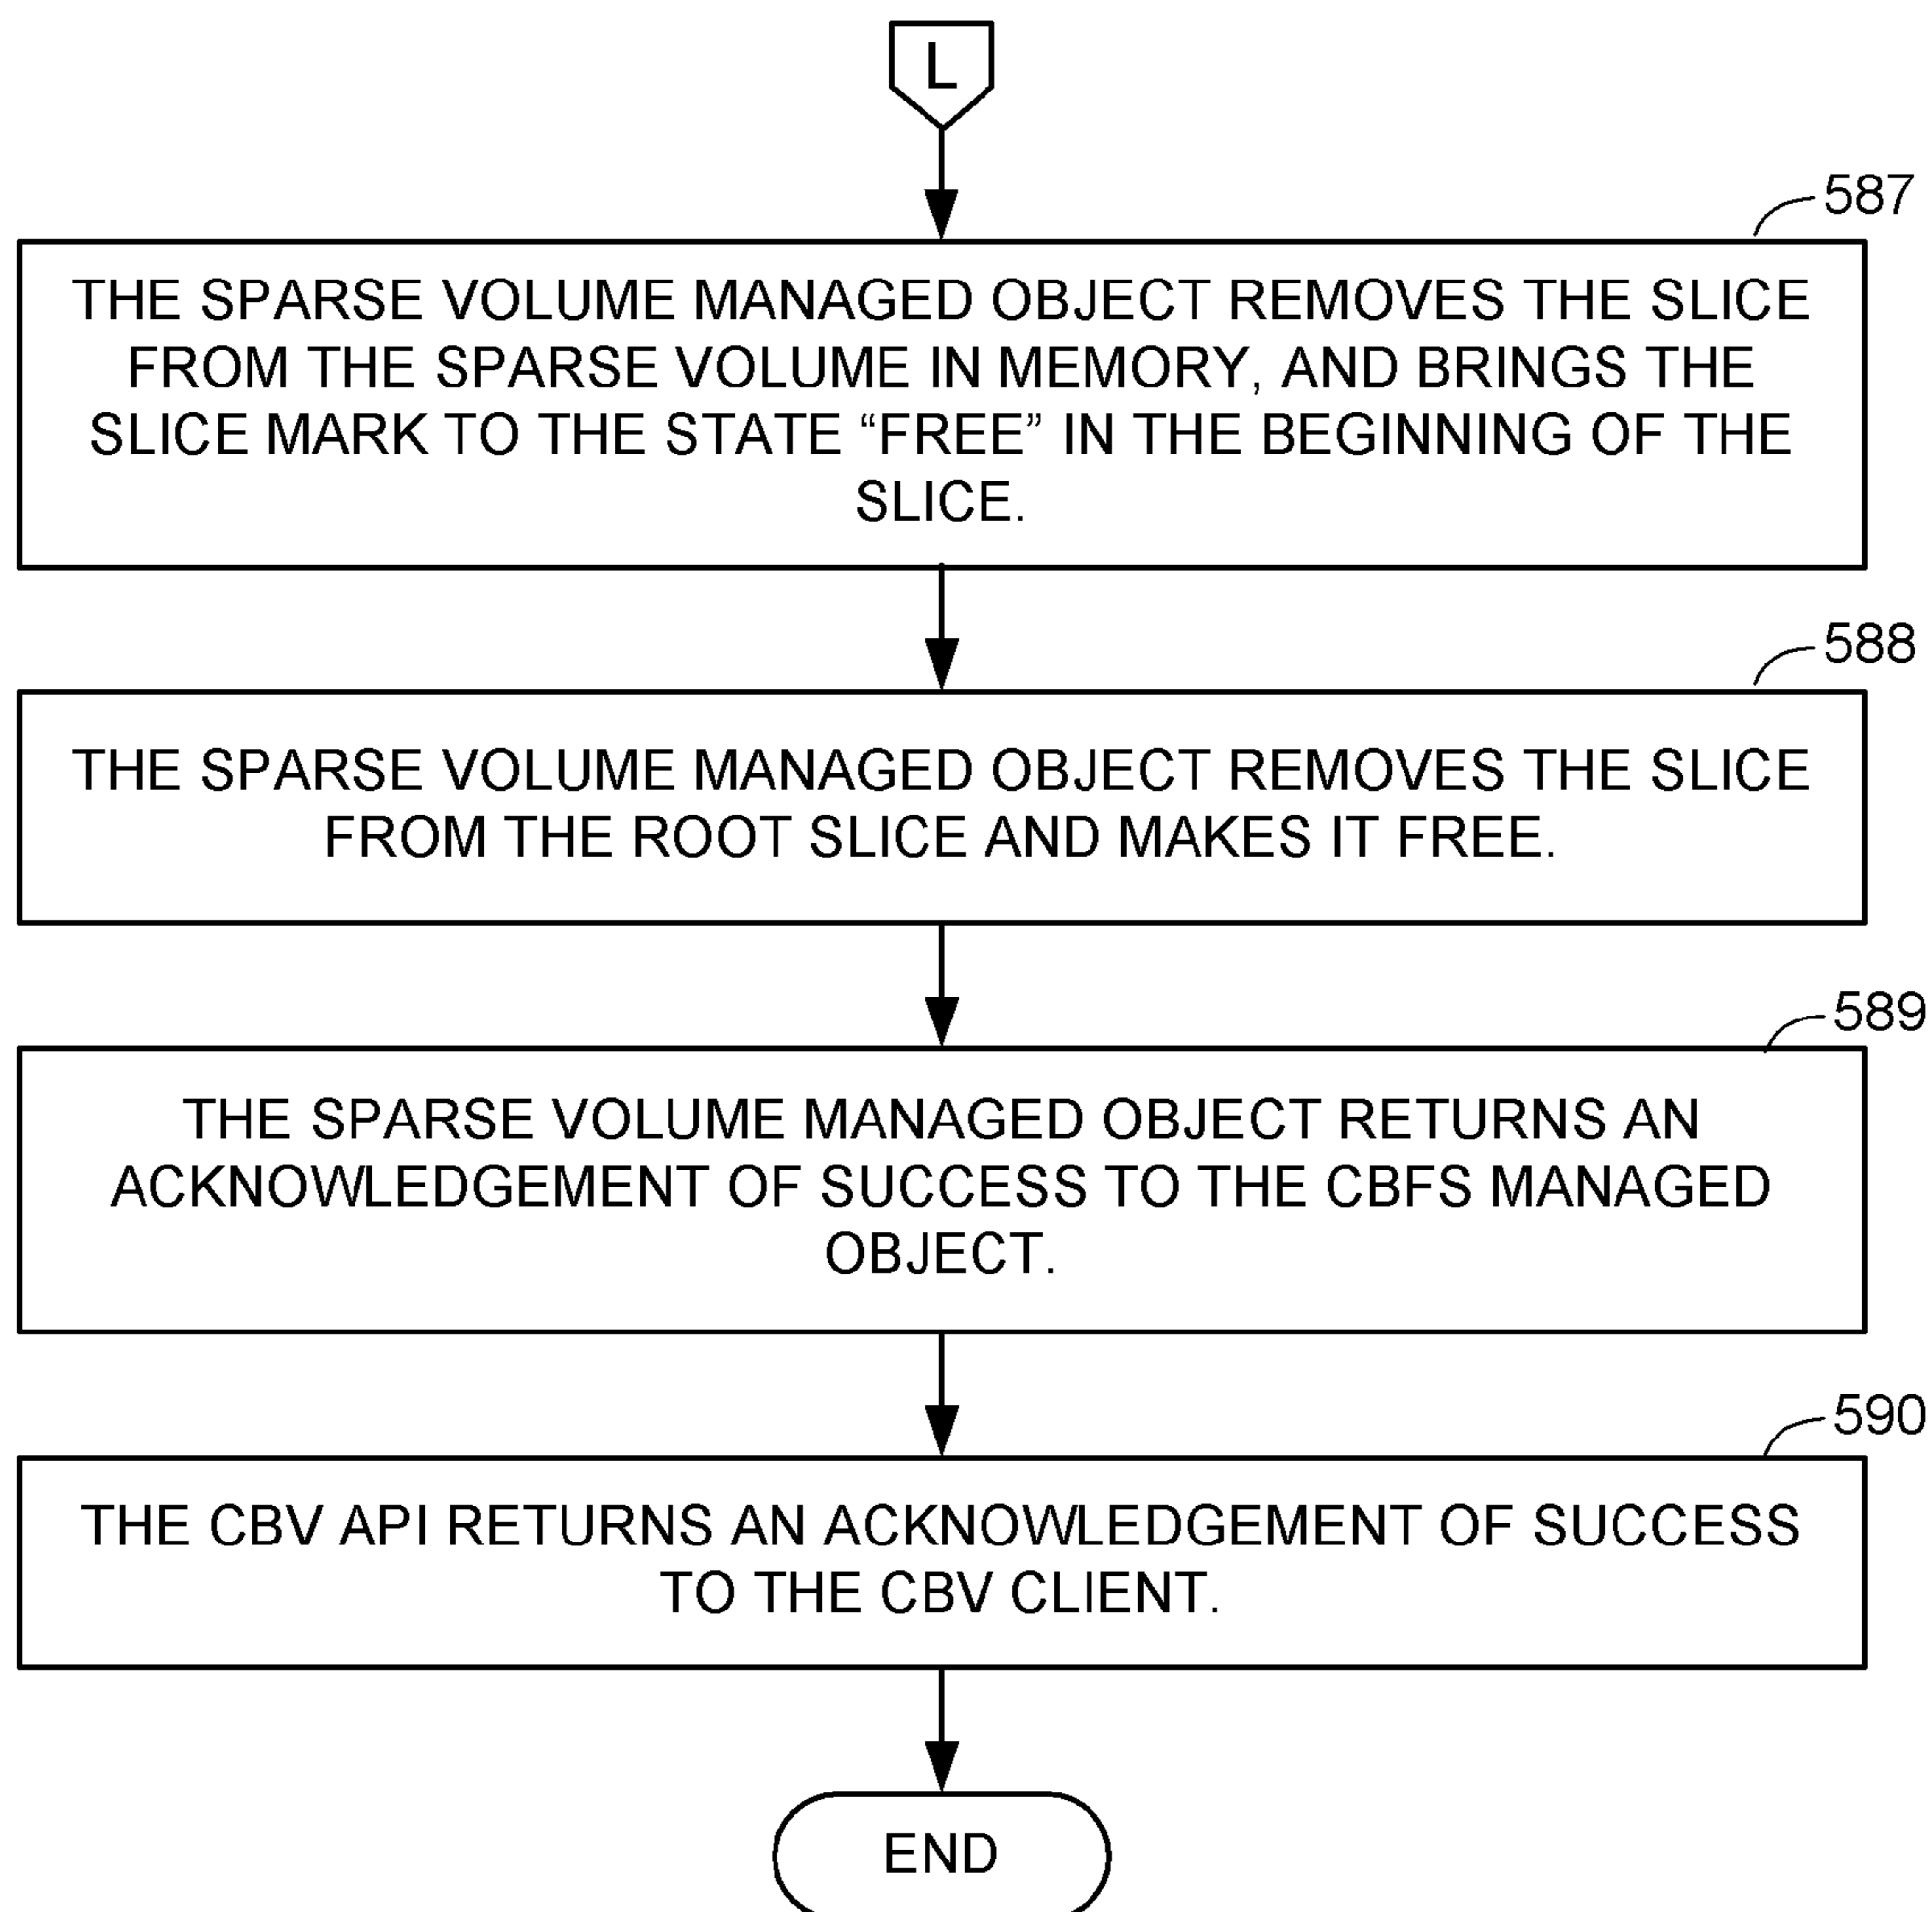 L
587
THE SPARSE VOLUME MANAGED OBJECT REMOVES THE SLICE
FROM THE SPARSE VOLUME IN MEMORY, AND BRINGS THE
SLICE MARK TO THE STATE “FREE” IN THE BEGINNING OF THE
SLICE.
588
THE SPARSE VOLUME MANAGED OBJECT REMOVES THE SLICE
FROM THE ROOT SLICE AND MAKES IT FREE.
589
THE SPARSE VOLUME MANAGED OBJECT RETURNS AN
ACKNOWLEDGEMENT OF SUCCESS TO THE CBFS MANAGED
OBJECT.
590
THE CBV API RETURNS AN ACKNOWLEDGEMENT OF SUCCESS
TO THE CBV CLIENT.
END